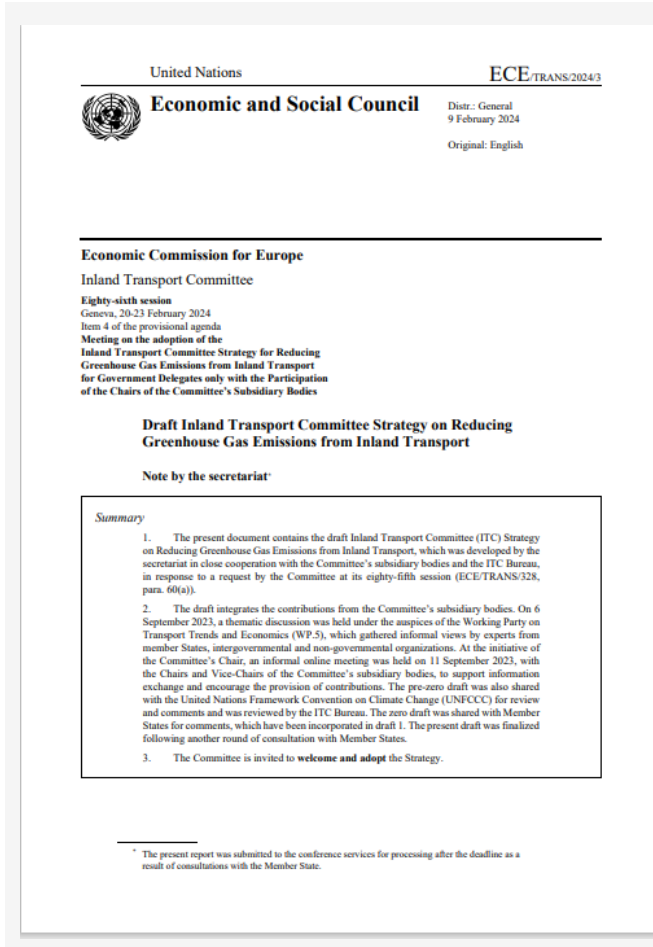 United Nations
ECE/TRANS/2024/3
Economic and Social Council
Distr.: General
9 February 2024
Original: English
Economic Commission for Europe
Inland Transport Committee
Eighty-sixth session
Geneva, 20-23 February 2024
Item 4 of the provisional agenda
Meeting on the adoption of the
Inland Transport Committee Strategy for Reducing
Greenhouse Gas Emissions from Inland Transport
for Government Delegates only with the Participation
of the Chairs of the Committee's Subsidiary Bodies
Draft Inland Transport Committee Strategy on Reducing
Greenhouse Gas Emissions from Inland Transport
Note by the secretariat*
Summary
1. The present document contains the draft Inland Transport Committee (ITC) Strategy
on Reducing Greenhouse Gas Emissions from Inland Transport, which was developed by the
secretariat in close cooperation with the Committee's subsidiary bodies and the ITC Bureau,
in response to a request by the Committee at its eighty-fifth session (ECE/TRANS/328,
para. 60(a)).
2. The draft integrates the contributions from the Committee's subsidiary bodies. On 6
September 2023, a thematic discussion was held under the auspices of the Working Party on
Transport Trends and Economics (WP.5), which gathered informal views by experts from
member States, intergovernmental and non-governmental organizations. At the initiative of
the Committee's Chair, an informal online meeting was held on 11 September 2023, with
the Chairs and Vice-Chairs of the Committee's subsidiary bodies, to support information
exchange and encourage the provision of contributions. The pre-zero draft was also shared
with the United Nations Framework Convention on Climate Change (UNFCCC) for review
and comments and was reviewed by the ITC Bureau. The zero draft was shared with Member
States for comments, which have been incorporated in draft 1. The present draft was finalized
following another round of consultation with Member States.
3. The Committee is invited to welcome and adopt the Strategy.
* The present report was submitted to the conference services for processing after the deadline as a
result of consultations with the Member State.